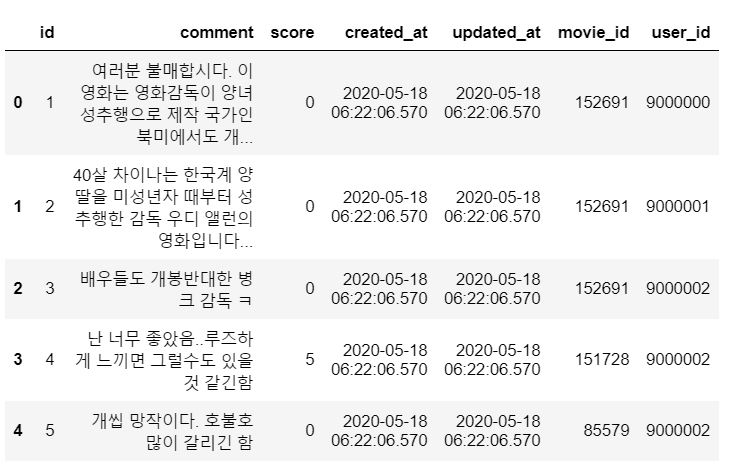 id comment score created_at updated_at movie_id user_id
여러분 불매합시다. 이
영화는 영화감독이 양녀
0 1 성추행으로 제작 국가인 0 2020-05-18 06:22:06.570 2020-05-18 06:22:06.570 152691 9000000
북미에서도 개...
40살 차이나는 한국계 양
딸을 미성년자 때부터 성
1 2 추행한 감독 우디 앨런의 0 2020-05-18 06:22:06.570 2020-05-18 06:22:06.570 152691 9000001
영화입니다...
배우들도 개봉반대한 병
2 3 크 감독 ㅋ 0 2020-05-18 06:22:06.570 2020-05-18 06:22:06.570 152691 9000002
난 너무 좋았음..루즈하
3 4 게 느끼면 그럴수도 있을 5 2020-05-18 06:22:06.570 2020-05-18 06:22:06.570 151728 9000002
것 같긴함
개씹 망작이다. 호불호
4 5 많이 갈리긴 함 0 2020-05-18 06:22:06.570 2020-05-18 06:22:06.570 85579 9000002